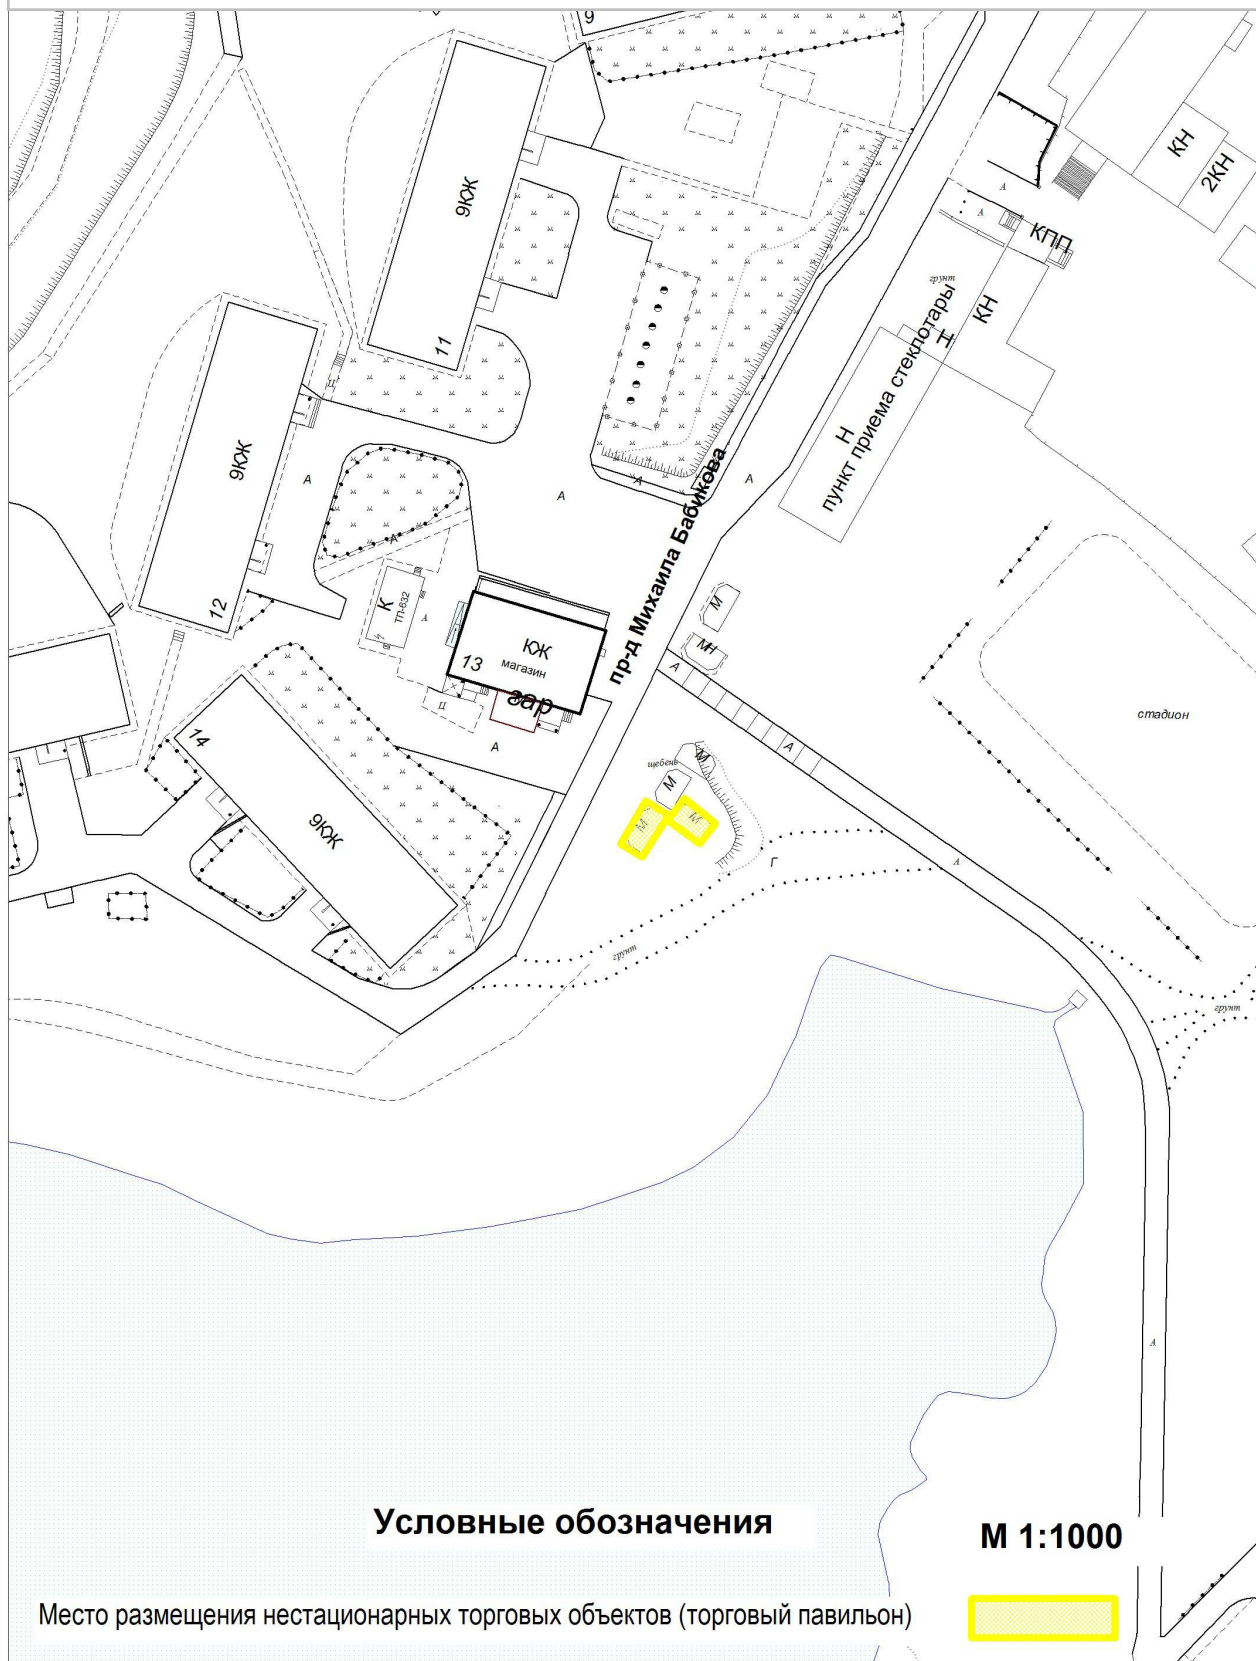 9
9КЖ
11
КН
2КН
А
А
КПП
грунт
КН
Н
Н
пункт приема стеклотары
Ц
9КЖ
12
А
А
А
А
А
пр-д Михаила Бабикова
К
ТП-632
А
КЖ
магазин
13
гар
Ц
А
М
МН
А
А
стадион
14
9КЖ
щебень
М
М
М
М
Г
А
грунт
грунт
А
Условные обозначения
М 1:1000
Место размещения нестационарных торговых объектов (торговый павильон)